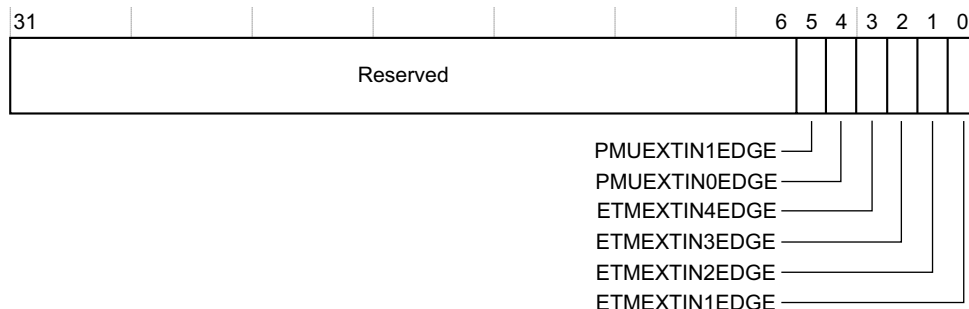 31 6 5 4 3 2 1 0
Reserved
PMUEXTIN1EDGE
PMUEXTIN0EDGE
ETMEXTIN4EDGE
ETMEXTIN3EDGE
ETMEXTIN2EDGE
ETMEXTIN1EDGE